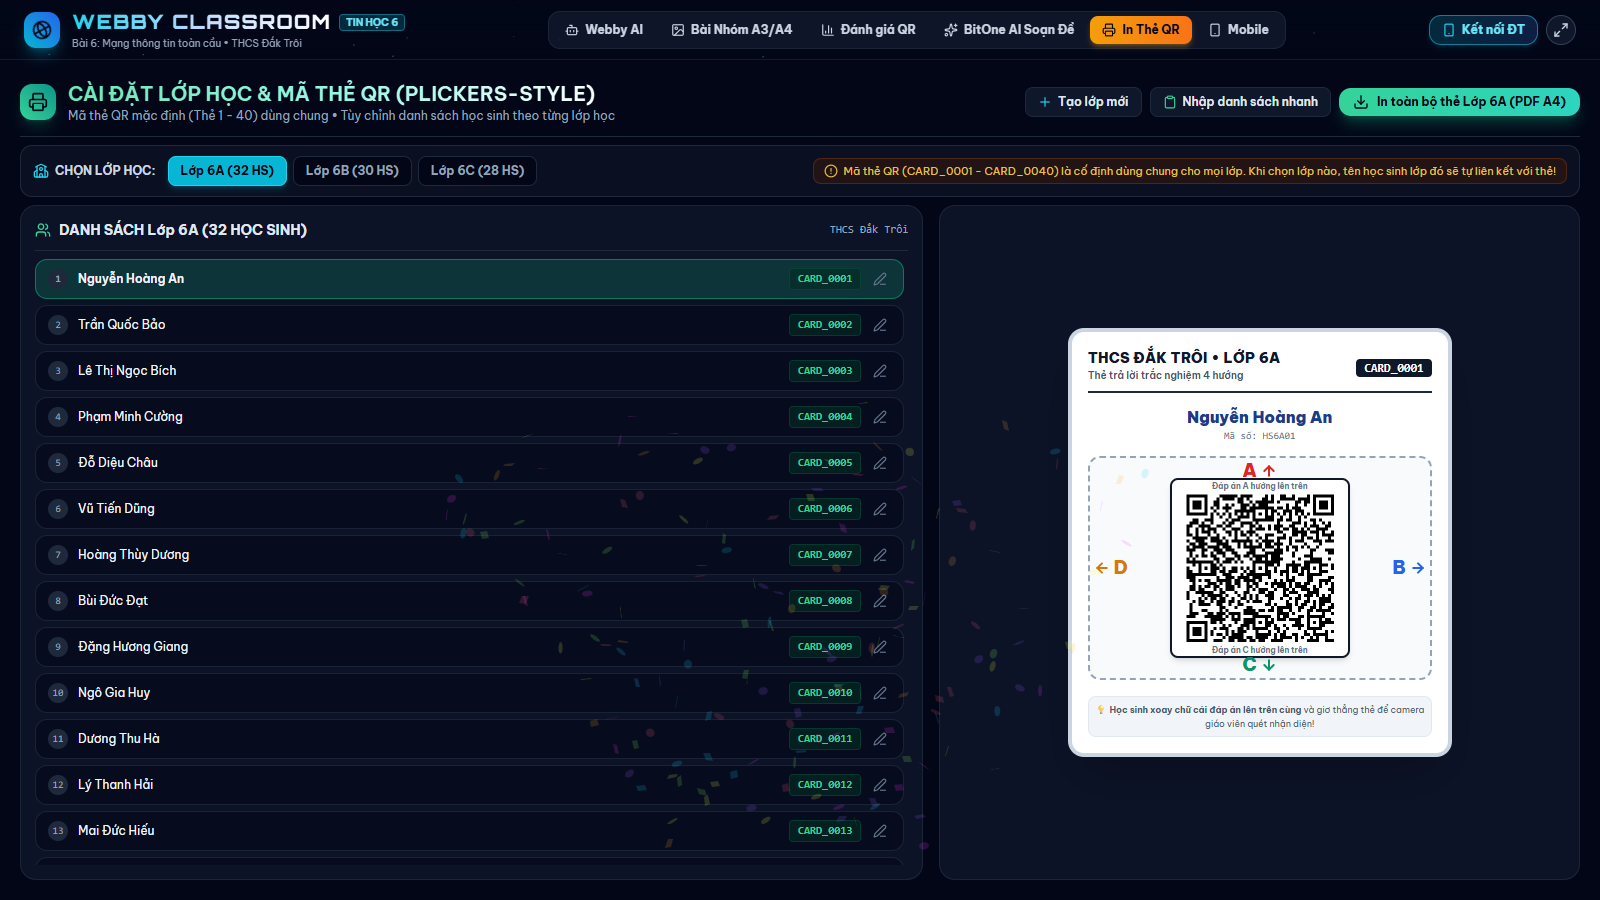 WEBBY CLASSROOM TIN HỌC 6
Bài 6: Mạng thông tin toàn cầu • THCS Đắk Trôi
Webby AI
Bài Nhóm A3/A4
Đánh giá QR
BitOne AI Soạn Đề
In Thẻ QR
Mobile
Kết nối ĐT
CÀI ĐẶT LỚP HỌC & MÃ THẺ QR (PLICKERS-STYLE)
Mã thẻ QR mặc định (Thẻ 1 - 40) dùng chung • Tùy chỉnh danh sách học sinh theo từng lớp học
+ Tạo lớp mới
Nhập danh sách nhanh
In toàn bộ thẻ Lớp 6A (PDF A4)
CHỌN LỚP HỌC:
Lớp 6A (32 HS)
Lớp 6B (30 HS)
Lớp 6C (28 HS)
Mã thẻ QR (CARD_0001 - CARD_0040) là cố định dùng chung cho mọi lớp. Khi chọn lớp nào, tên học sinh lớp đó sẽ tự liên kết với thẻ!
DANH SÁCH Lớp 6A (32 HỌC SINH)
THCS Đắk Trôi
1 Nguyễn Hoàng An CARD_0001
2 Trần Quốc Bảo CARD_0002
3 Lê Thị Ngọc Bích CARD_0003
4 Phạm Minh Cường CARD_0004
5 Đỗ Diệu Châu CARD_0005
6 Vũ Tiến Dũng CARD_0006
7 Hoàng Thùy Dương CARD_0007
8 Bùi Đức Đạt CARD_0008
9 Đặng Hương Giang CARD_0009
10 Ngô Gia Huy CARD_0010
11 Dương Thu Hà CARD_0011
12 Lý Thanh Hải CARD_0012
13 Mai Đức Hiếu CARD_0013
THCS ĐẮK TRÔI • LỚP 6A
Thẻ trả lời trắc nghiệm 4 hướng
CARD_0001
Nguyễn Hoàng An
Mã số: HS6A01
A ↑
Đáp án A hướng lên trên
← D
B →
Đáp án C hướng lên trên
C ↓
Học sinh xoay chữ cái đáp án lên trên cùng và giơ thẳng thẻ để camera
giáo viên quét nhận diện!